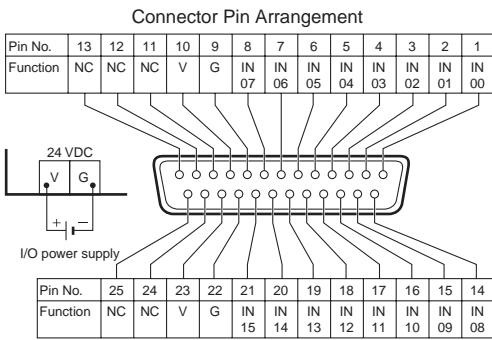 Connector Pin Arrangement
Pin No. 13 12 11 10 9 8 7 6 5 4 3 2 1
Function NC NC NC V G IN 07 IN 06 IN 05 IN 04 IN 03 IN 02 IN 01 IN 00
24 VDC
V G
+ −
I/O power supply
Pin No. 25 24 23 22 21 20 19 18 17 16 15 14
Function NC NC V G IN 15 IN 14 IN 13 IN 12 IN 11 IN 10 IN 09 IN 08